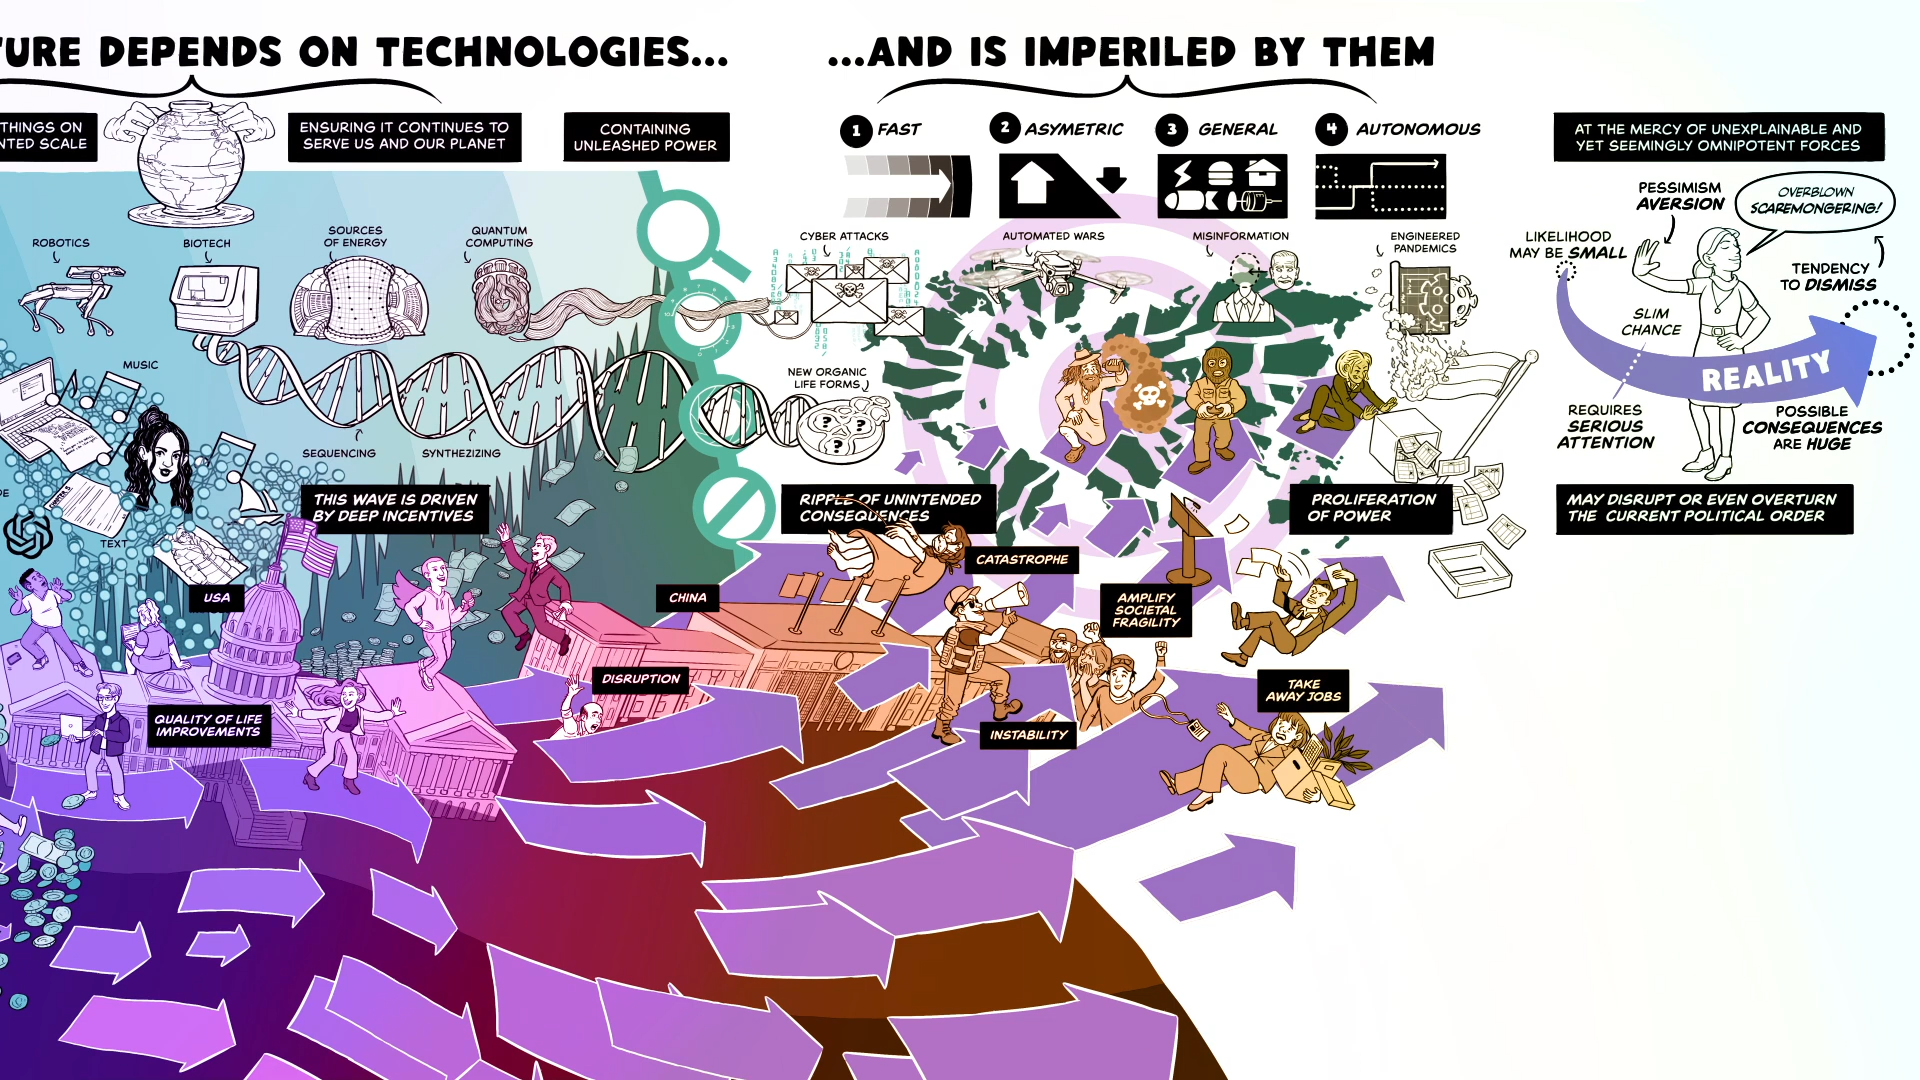 TURE DEPENDS ON TECHNOLOGIES...
...AND IS IMPERILED BY THEM
THINGS ON
NTED SCALE
ENSURING IT CONTINUES TO
SERVE US AND OUR PLANET
CONTAINING
UNLEASHED POWER
1 FAST
2 ASYMETRIC
3 GENERAL
4 AUTONOMOUS
AT THE MERCY OF UNEXPLAINABLE AND
YET SEEMINGLY OMNIPOTENT FORCES
ROBOTICS
BIOTECH
SOURCES
OF ENERGY
QUANTUM
COMPUTING
CYBER ATTACKS
AUTOMATED WARS
MISINFORMATION
ENGINEERED
PANDEMICS
PESSIMISM
AVERSION
OVERBLOWN
SCAREMONGERING!
LIKELIHOOD
MAY BE SMALL
TENDENCY
TO DISMISS
SLIM
CHANCE
REALITY
REQUIRES
SERIOUS
ATTENTION
POSSIBLE
CONSEQUENCES
ARE HUGE
MUSIC
NEW ORGANIC
LIFE FORMS
? ? ?
SEQUENCING
SYNTHEZIZING
DE
TEXT
THIS WAVE IS DRIVEN
BY DEEP INCENTIVES
RIPPLE OF UNINTENDED
CONSEQUENCES
PROLIFERATION
OF POWER
MAY DISRUPT OR EVEN OVERTURN
THE CURRENT POLITICAL ORDER
CATASTROPHE
USA
CHINA
AMPLIFY
SOCIETAL
FRAGILITY
DISRUPTION
TAKE
AWAY JOBS
QUALITY OF LIFE
IMPROVEMENTS
INSTABILITY